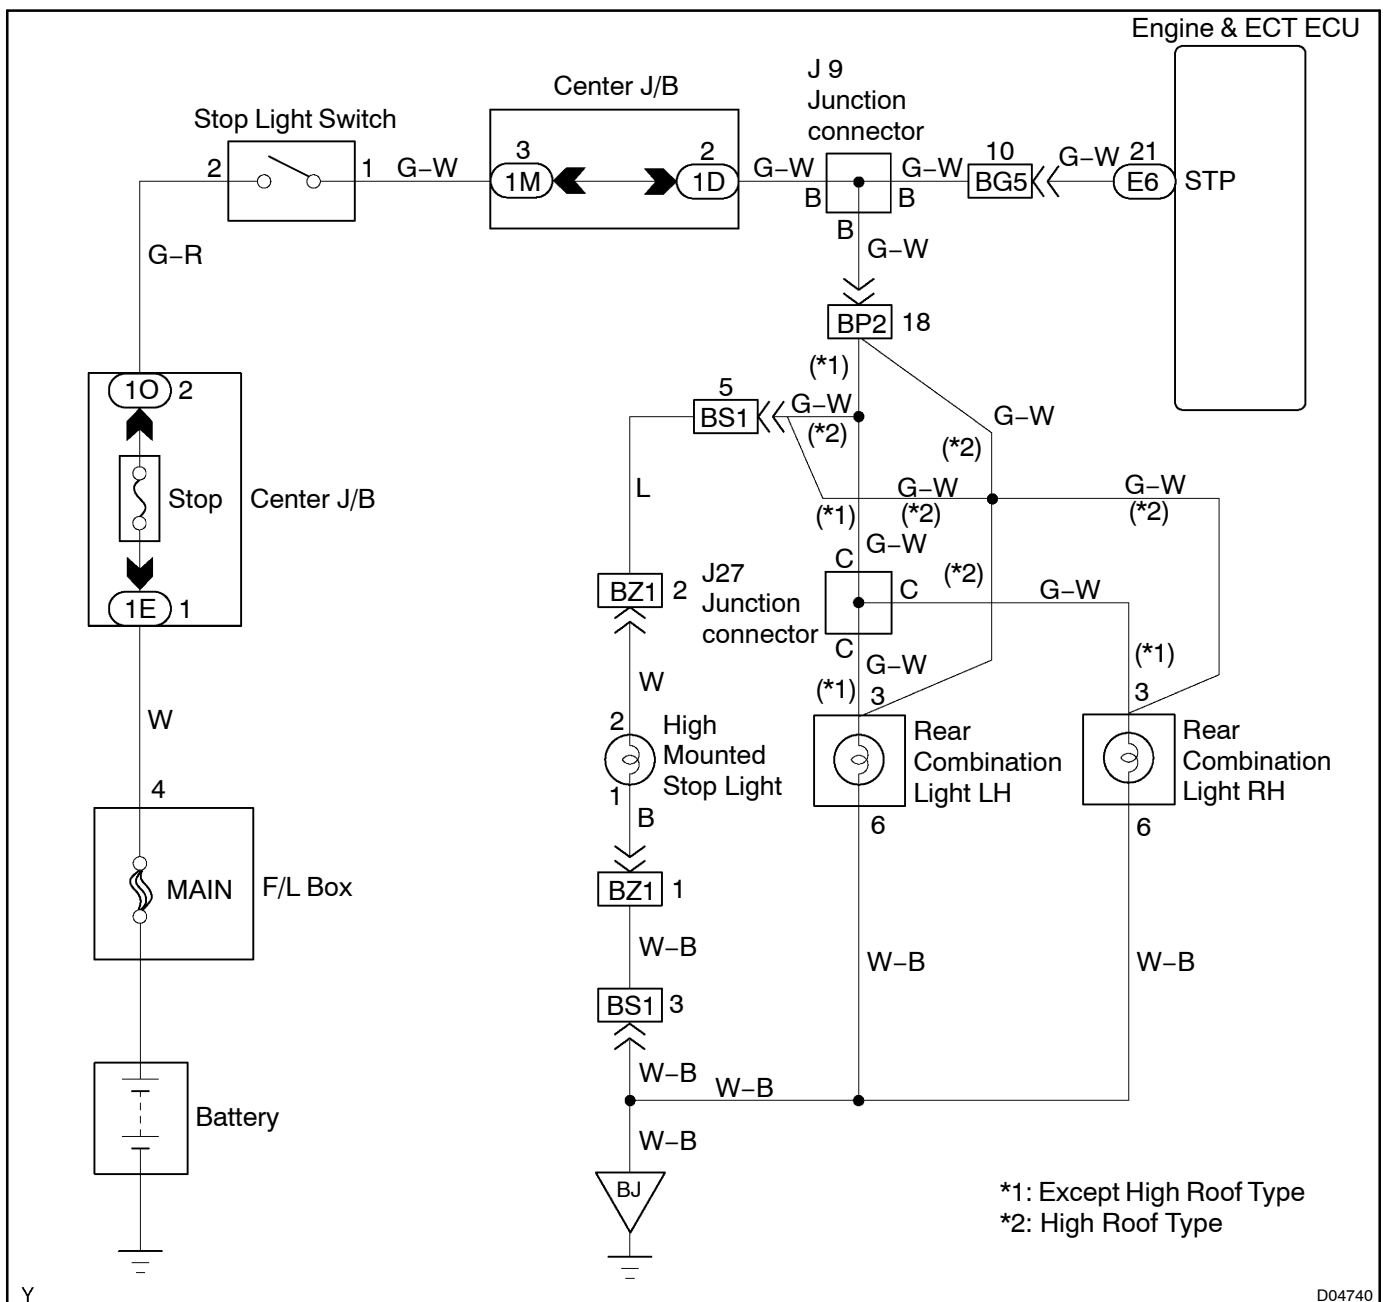 Engine & ECT ECU
J 9
Junction
connector
Center J/B
Stop Light Switch
2
1
G–W
3
1M
2
1D
G–W
B
B
B
G–W
10
BG5
G–W
21
E6
STP
G–W
G–R
BP2
18
(*1)
5
BS1
G–W
(*2)
G–W
(*2)
1O
2
Stop
Center J/B
1E
1
L
G–W
(*2)
G–W
(*2)
(*1)
G–W
C
C
C
(*2)
G–W
BZ1
2
J27
Junction
connector
G–W
(*1)
3
(*1)
3
W
W
2
1
High
Mounted
Stop Light
Rear
Combination
Light LH
6
Rear
Combination
Light RH
6
4
MAIN
F/L Box
B
BZ1
1
W–B
W–B
W–B
BS1
3
W–B
W–B
W–B
Battery
BJ
*1: Except High Roof Type
*2: High Roof Type
Y
D04740